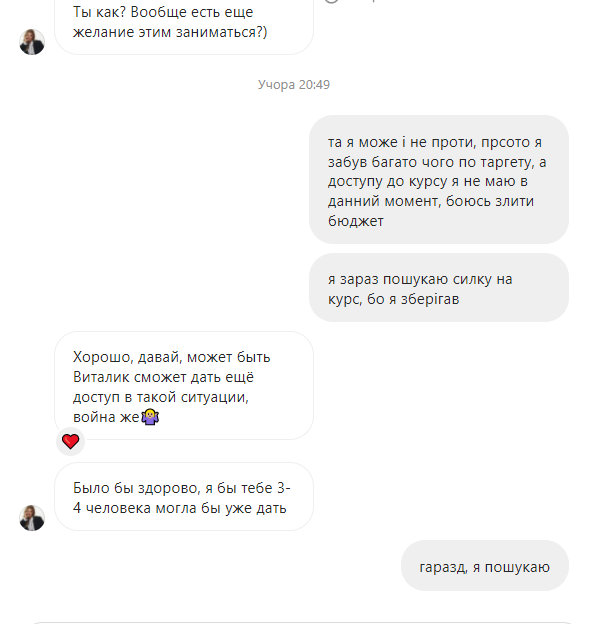 Ты как? Вообще есть еще
желание этим заниматься?)
Учора 20:49
та я може і не проти, прсото я
забув багато чого по таргету, а
доступу до курсу я не маю в
данний момент, боюсь злити
бюджет
я зараз пошукаю силку на
курс, бо я зберігав
Хорошо, давай, может быть
Виталик сможет дать ещё
доступ в такой ситуации,
война же🤷‍♀️
Было бы здорово, я бы тебе 3-
4 человека могла бы уже дать
гаразд, я пошукаю